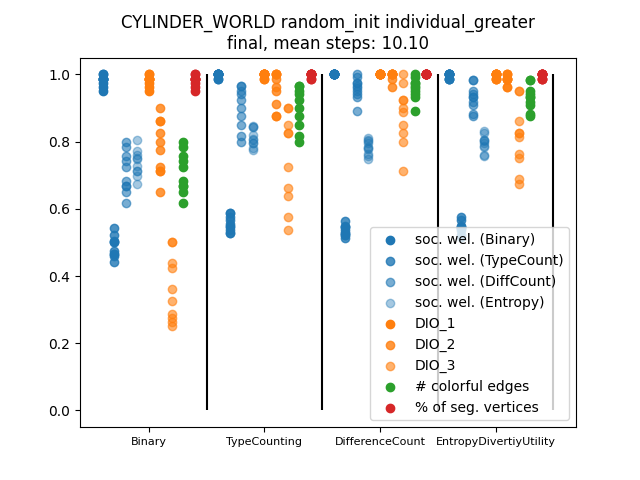 CYLINDER_WORLD random_init individual_greater
final, mean steps: 10.10
1.0
0.8
0.6
0.4
0.2
0.0
soc. wel. (Binary)
soc. wel. (TypeCount)
soc. wel. (DiffCount)
soc. wel. (Entropy)
DIO_1
DIO_2
DIO_3
# colorful edges
% of seg. vertices
Binary
TypeCounting
DifferenceCount
EntropyDivertiyUtility